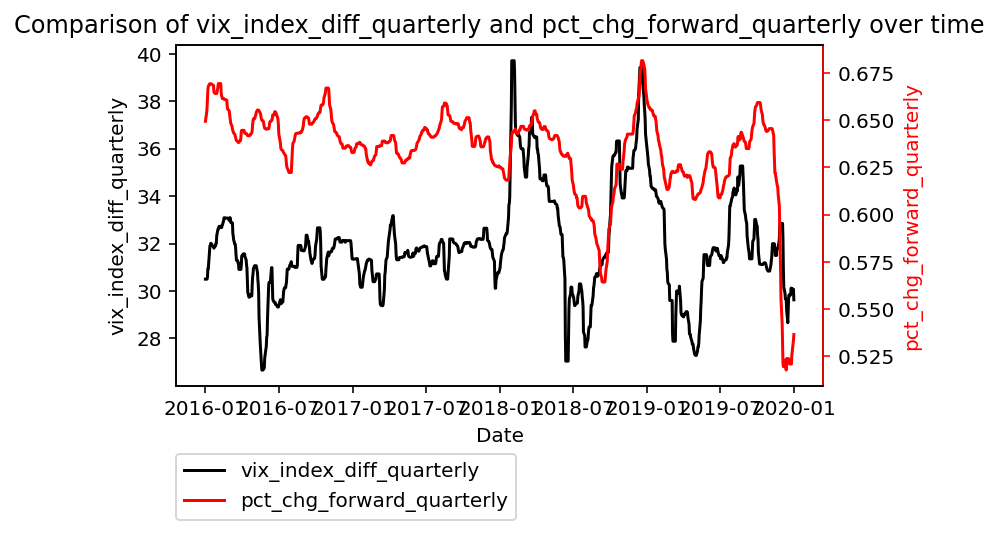 Comparison of vix_index_diff_quarterly and pct_chg_forward_quarterly over time
40
38
36
34
32
30
28
vix_index_diff_quarterly
0.675
0.650
0.625
0.600
0.575
0.550
0.525
pct_chg_forward_quarterly
2016-01 2016-07 2017-01 2017-07 2018-01 2018-07 2019-01 2019-07 2020-01
Date
vix_index_diff_quarterly
pct_chg_forward_quarterly